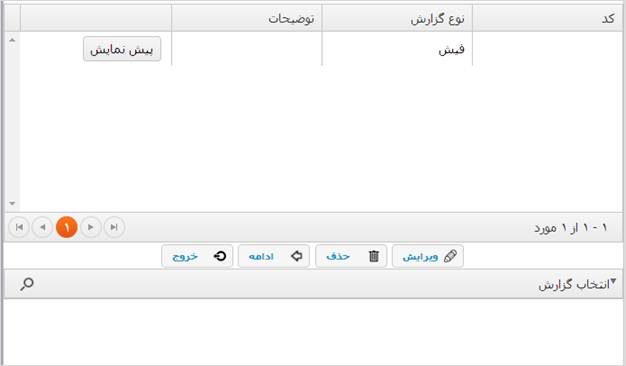 کد نوع گزارش توضیحات
فیش پیش نمایش
۱ - ۱ از ۱ مورد ۱
ویرایش حذف ادامه خروج
انتخاب گزارش